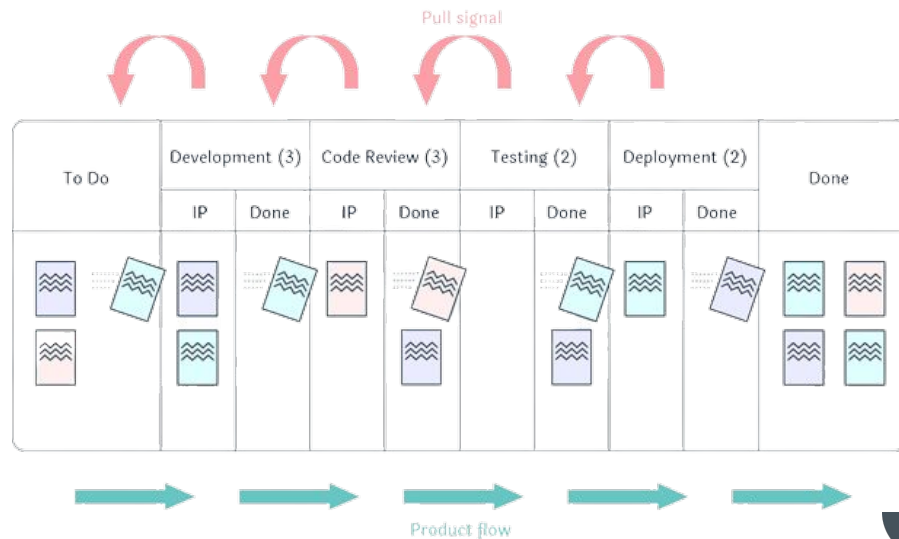 Pull signal
To Do
Development (3)
Code Review (3)
Testing (2)
Deployment (2)
Done
IP
Done
IP
Done
IP
Done
IP
Done
Product flow